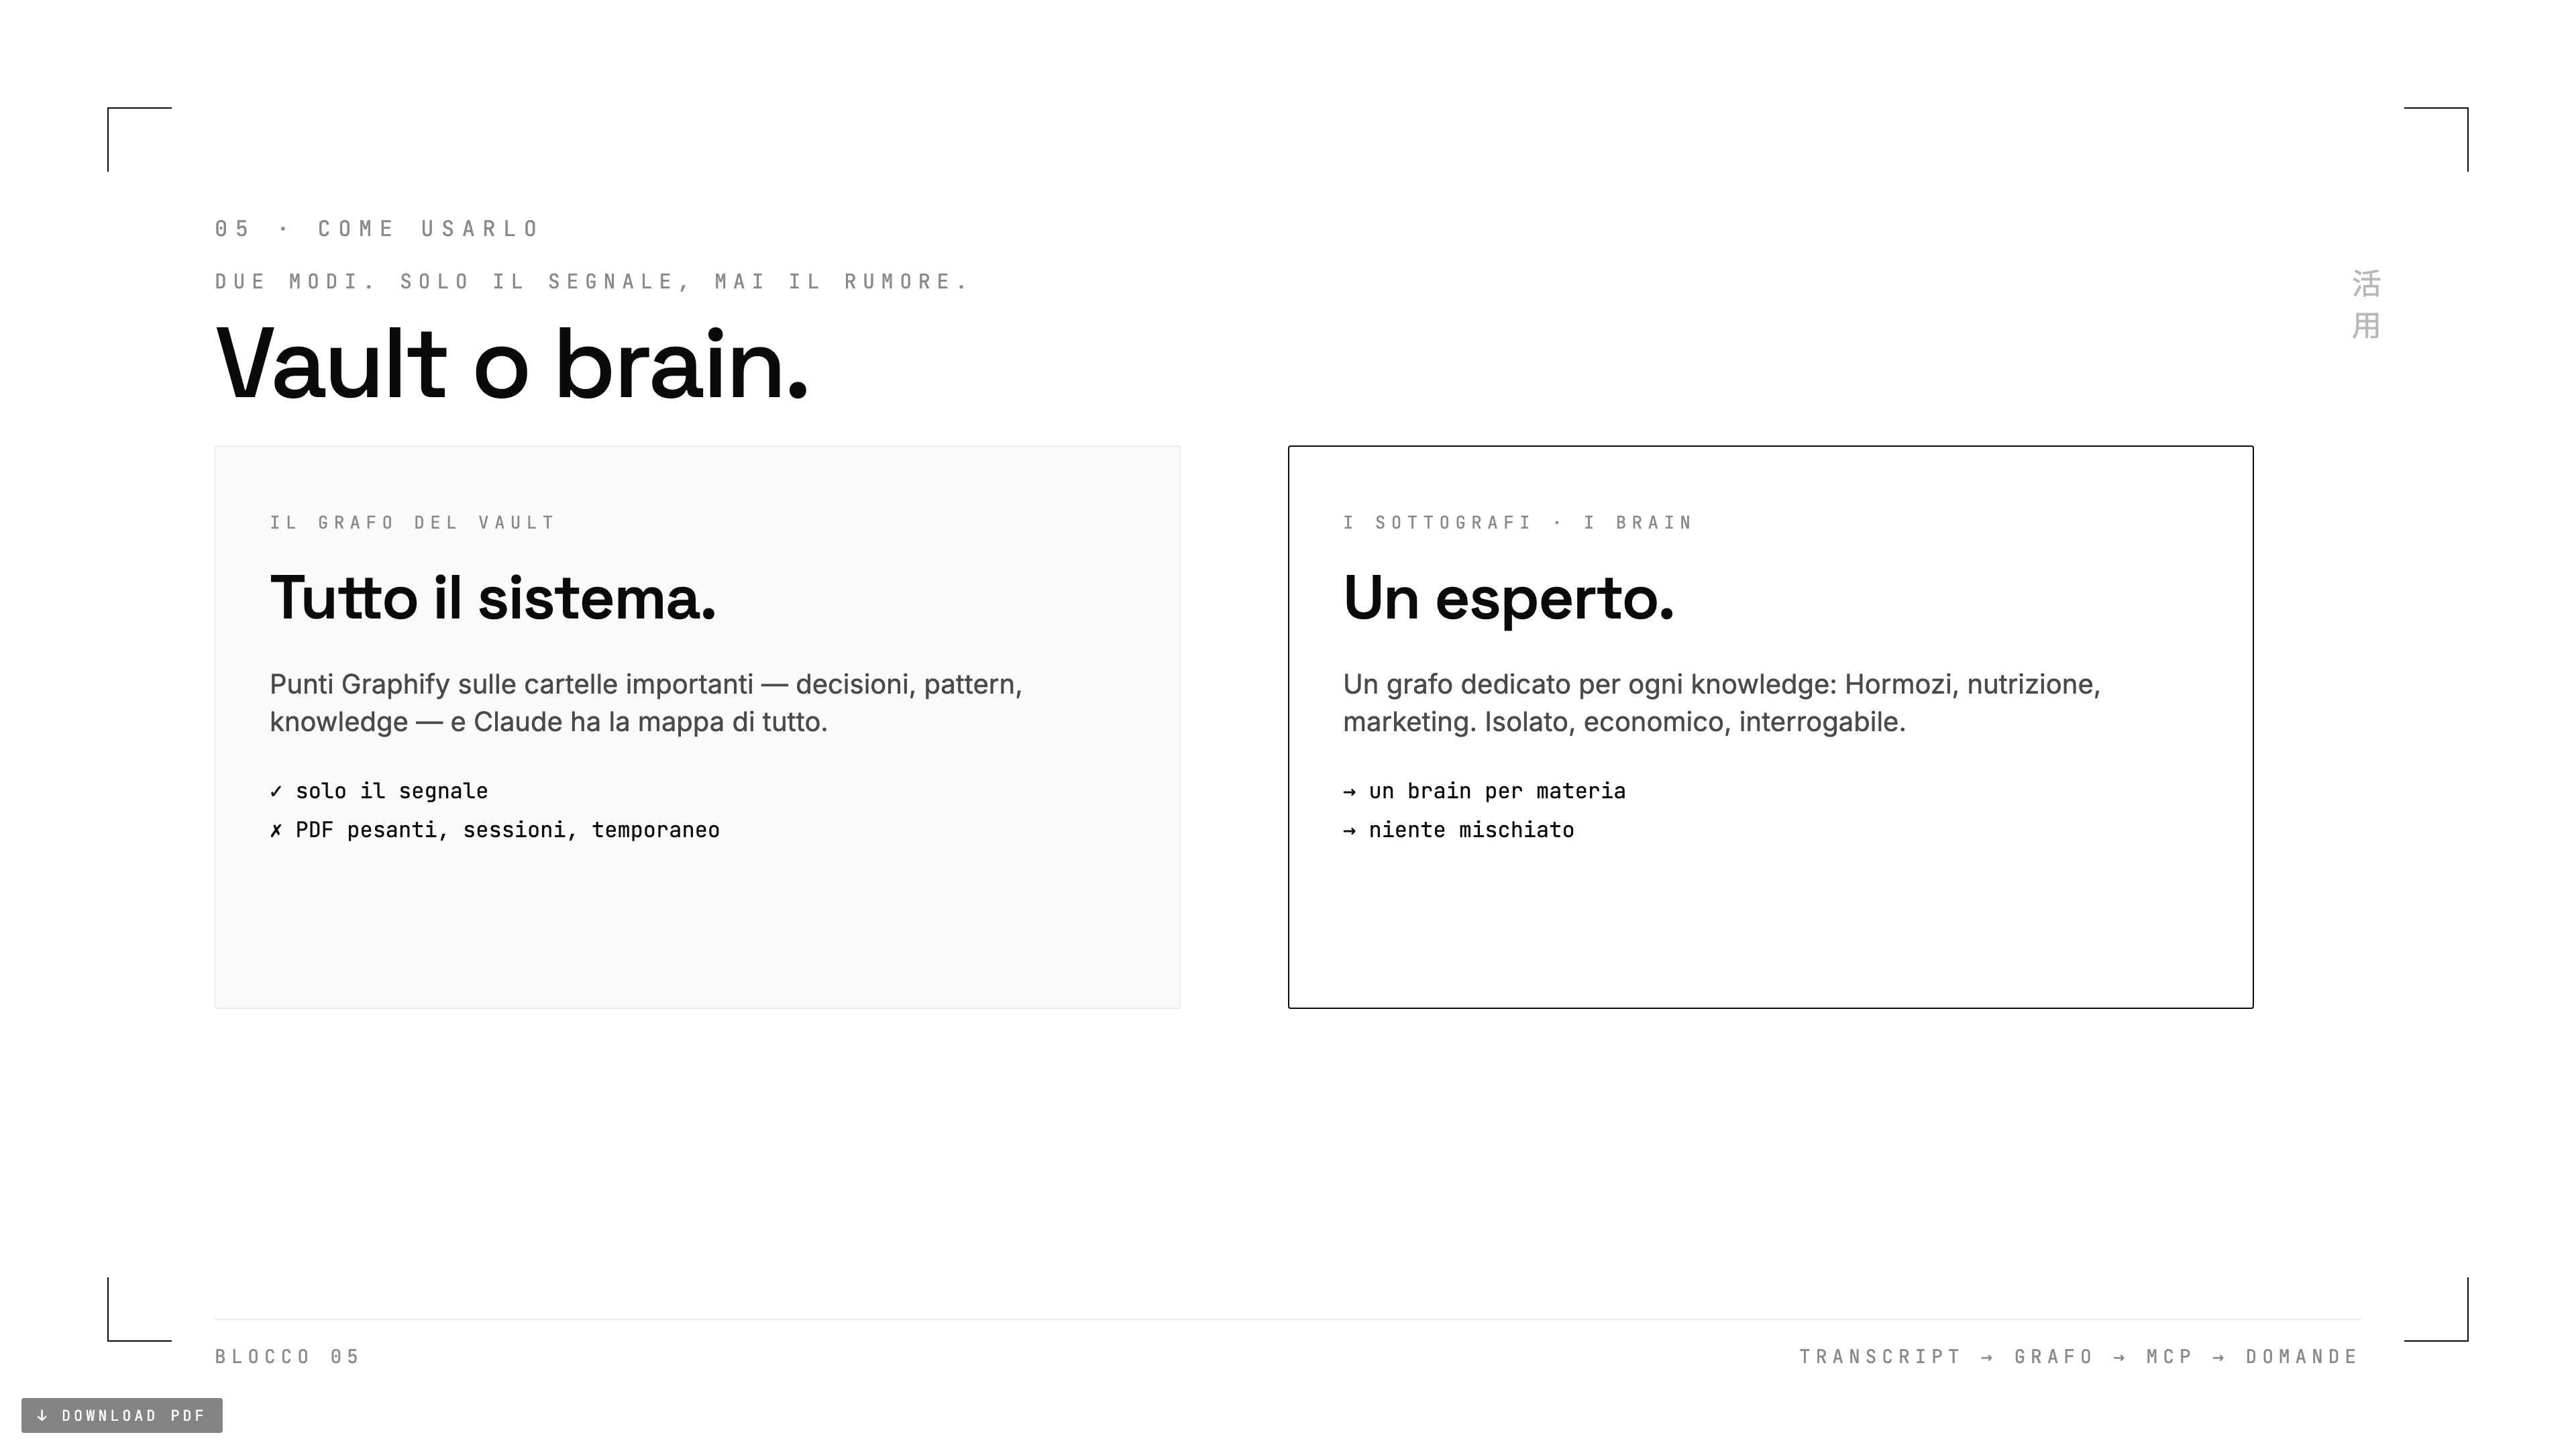 05 · COME USARLO
DUE MODI. SOLO IL SEGNALE, MAI IL RUMORE.
Vault o brain.
活用
IL GRAFO DEL VAULT
Tutto il sistema.
Punti Graphify sulle cartelle importanti — decisioni, pattern,
knowledge — e Claude ha la mappa di tutto.
✓ solo il segnale
✗ PDF pesanti, sessioni, temporaneo
I SOTTOGRAFI · I BRAIN
Un esperto.
Un grafo dedicato per ogni knowledge: Hormozi, nutrizione,
marketing. Isolato, economico, interrogabile.
→ un brain per materia
→ niente mischiato
BLOCCO 05
TRANSCRIPT → GRAFO → MCP → DOMANDE
↓ DOWNLOAD PDF